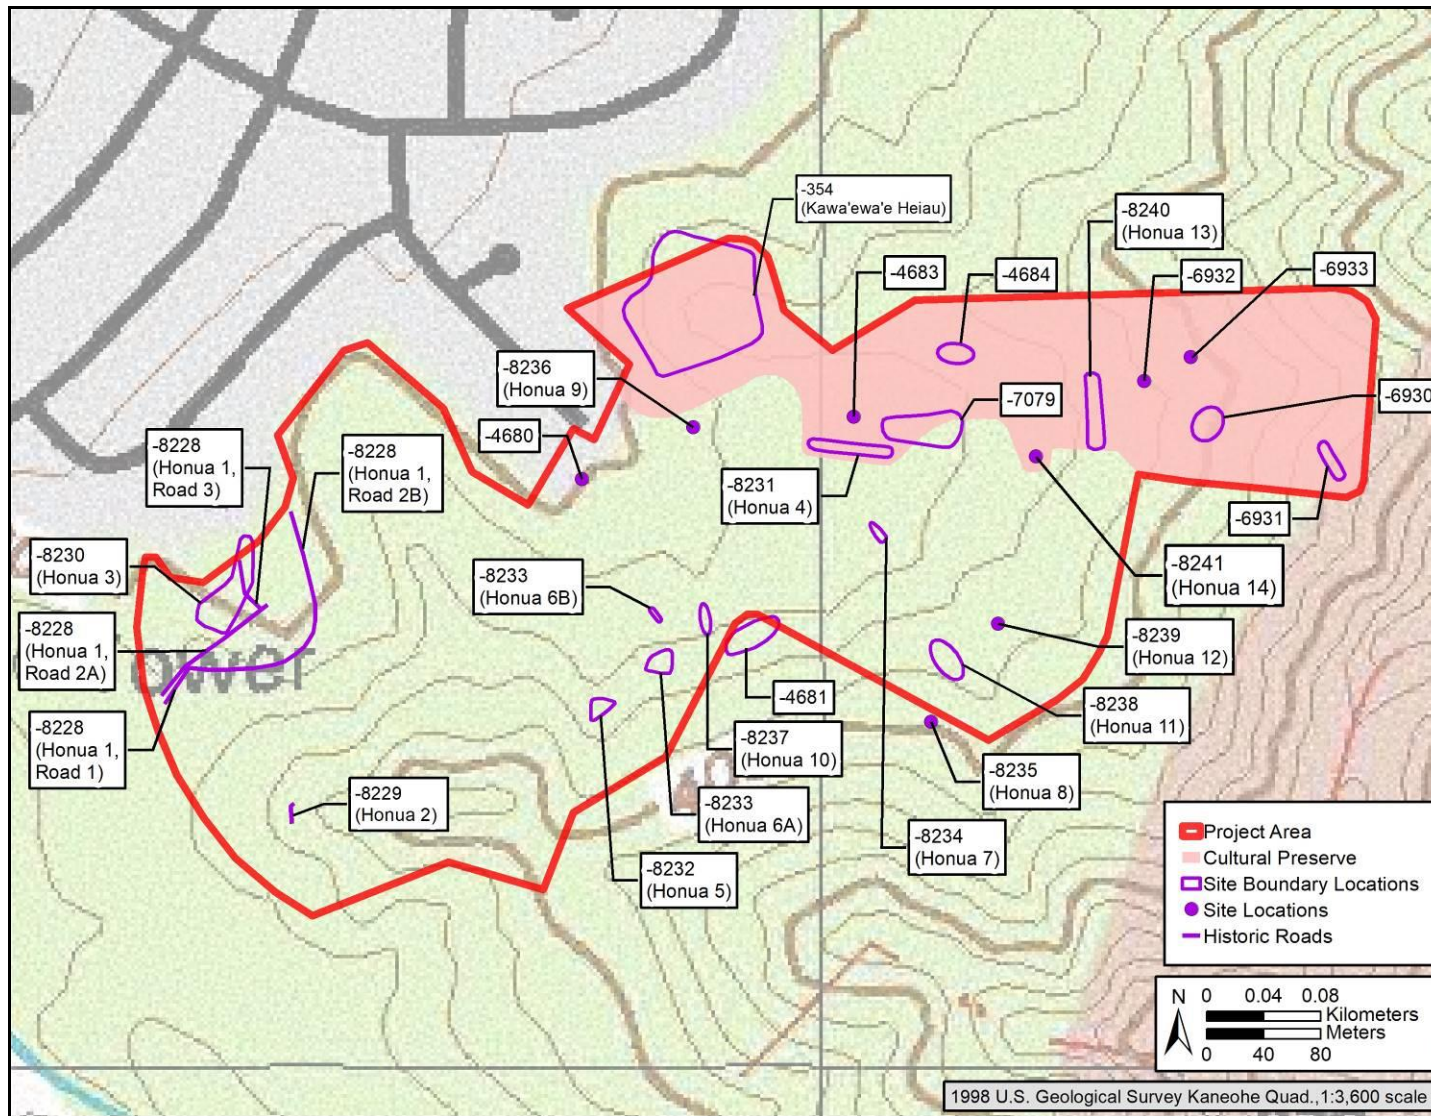 -354
(Kawa'ewa'e Heiau)
-8240
(Honua 13)
-4683
-4684
-6932
-6933
-8236
(Honua 9)
-7079
-6930
-4680
-8228
(Honua 1,
Road 3)
-8228
(Honua 1,
Road 2B)
-8231
(Honua 4)
-6931
-8230
(Honua 3)
-8233
(Honua 6B)
-8241
(Honua 14)
-8228
(Honua 1,
Road 2A)
-8239
(Honua 12)
ower
-4681
-8238
(Honua 11)
-8228
(Honua 1,
Road 1)
-8237
(Honua 10)
-8235
(Honua 8)
-8229
(Honua 2)
-8233
(Honua 6A)
-8234
(Honua 7)
-8232
(Honua 5)
Project Area
Cultural Preserve
Site Boundary Locations
Site Locations
Historic Roads
N
0 0.04 0.08
Kilometers
Meters
0 40 80
1998 U.S. Geological Survey Kaneohe Quad.,1:3,600 scale